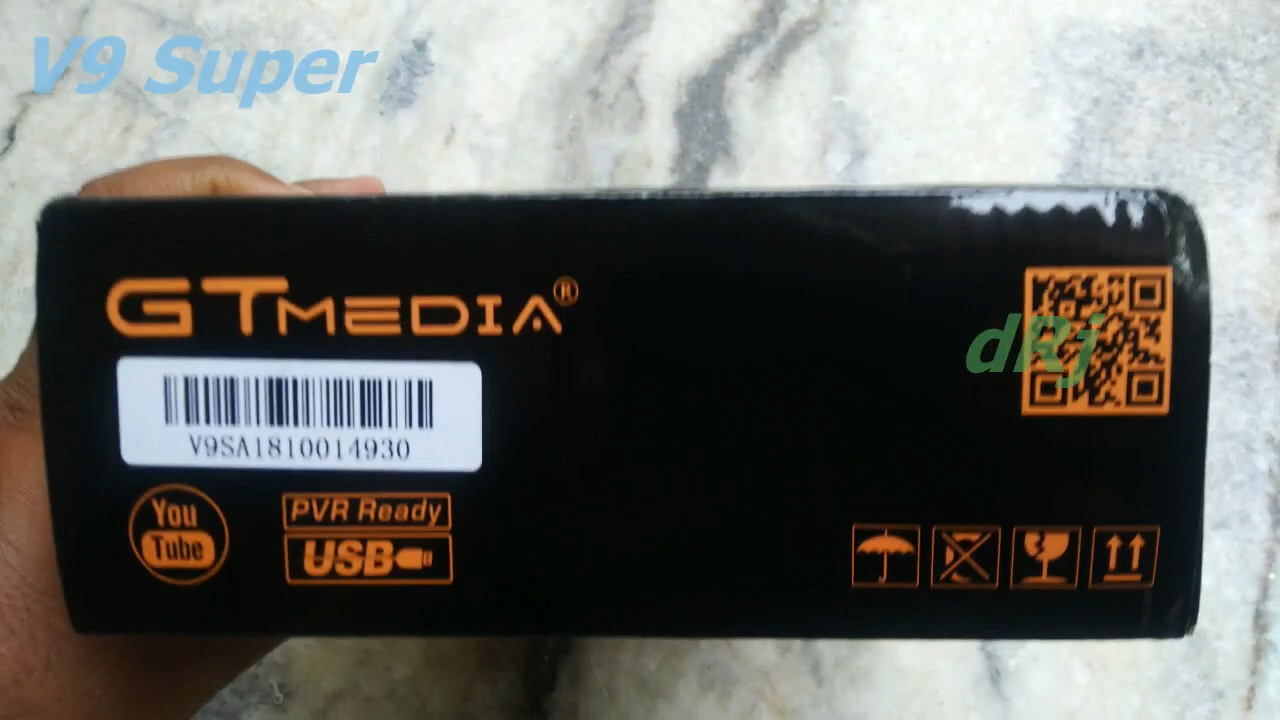 V9 Super
GTMEDIA®
dRj
V9SA1810014930
You
Tube
PVR Ready
USB